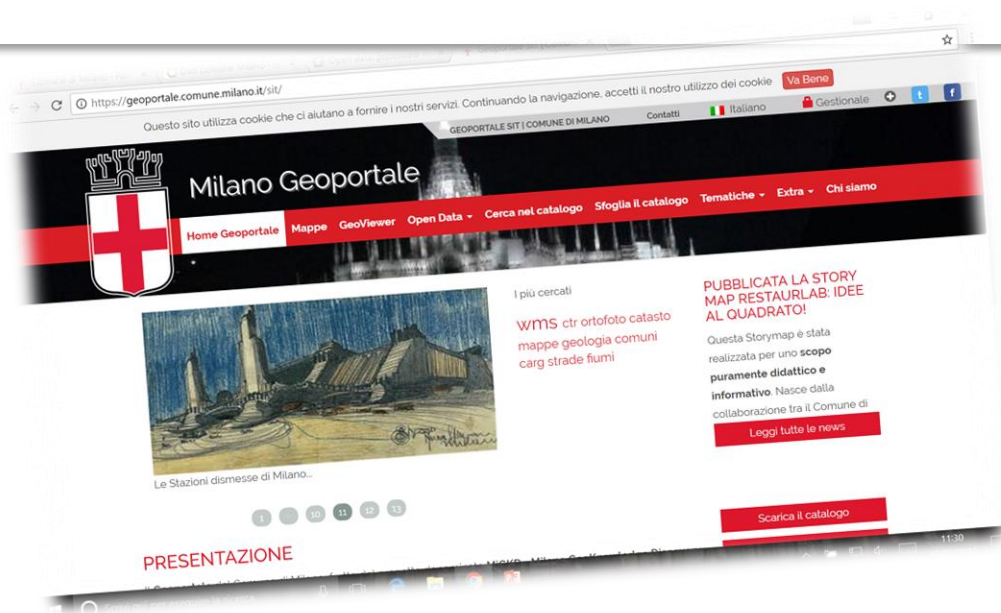 https://geoportale.comune.milano.it/sit/
Questo sito utilizza cookie che ci aiutano a fornire i nostri servizi. Continuando la navigazione, accetti il nostro utilizzo dei cookie Va Bene
GEOPORTALE SIT | COMUNE DI MILANO Contatti Italiano Gestionale
Milano Geoportale
Home Geoportale Mappe GeoViewer Open Data Cerca nel catalogo Sfoglia il catalogo Tematiche Extra Chi siamo
I più cercati
wms ctr ortofoto catasto
mappe geologia comuni
carg strade fiumi
PUBBLICATA LA STORY
MAP RESTAURLAB: IDEE
AL QUADRATO!
Questa Storymap è stata
realizzata per uno scopo
puramente didattico e
informativo. Nasce dalla
collaborazione tra il Comune di
Leggi tutte le news
Le Stazioni dismesse di Milano...
1 10 11 12 13
Scarica il catalogo
PRESENTAZIONE
11:30